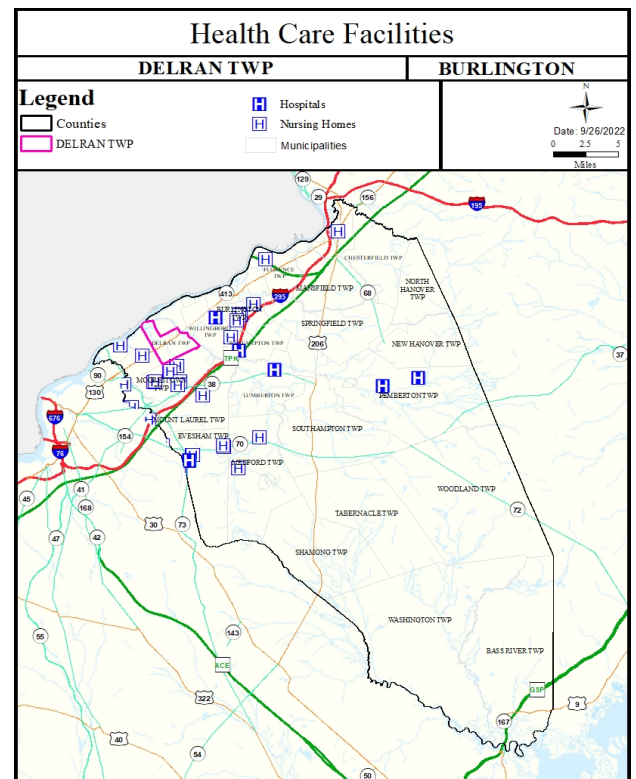 Health Care Facilities
DELRAN TWP
BURLINGTON
Legend
Counties
DELRAN TWP
H Hospitals
H Nursing Homes
Municipalities
N
Date: 9/26/2022
0 2.5 5
Miles
129
29
156
195
CHESTERFIELD TWP
FLORENCE
TWP
MANSFIELD TWP
NORTH
HANOVER
TWP
413
295
68
TWP
WILLINGBORO
TWP
SPRINGFIELD TWP
DELRAN TWP
206
NEW HANOVER TWP
TPK
37
90
130
38
LUMBERTON TWP
PEMBERTON TWP
MOUNT LAUREL TWP
676
154
EVESHAM TWP
70
SOUTHAMPTON TWP
76
MEDFORD TWP
45
41
WOODLAND TWP
168
30
73
TABERNACLE TWP
72
47
42
SHAMONG TWP
WASHINGTON TWP
55
143
BASS RIVER TWP
ACE
GSP
322
9
167
40
54
50